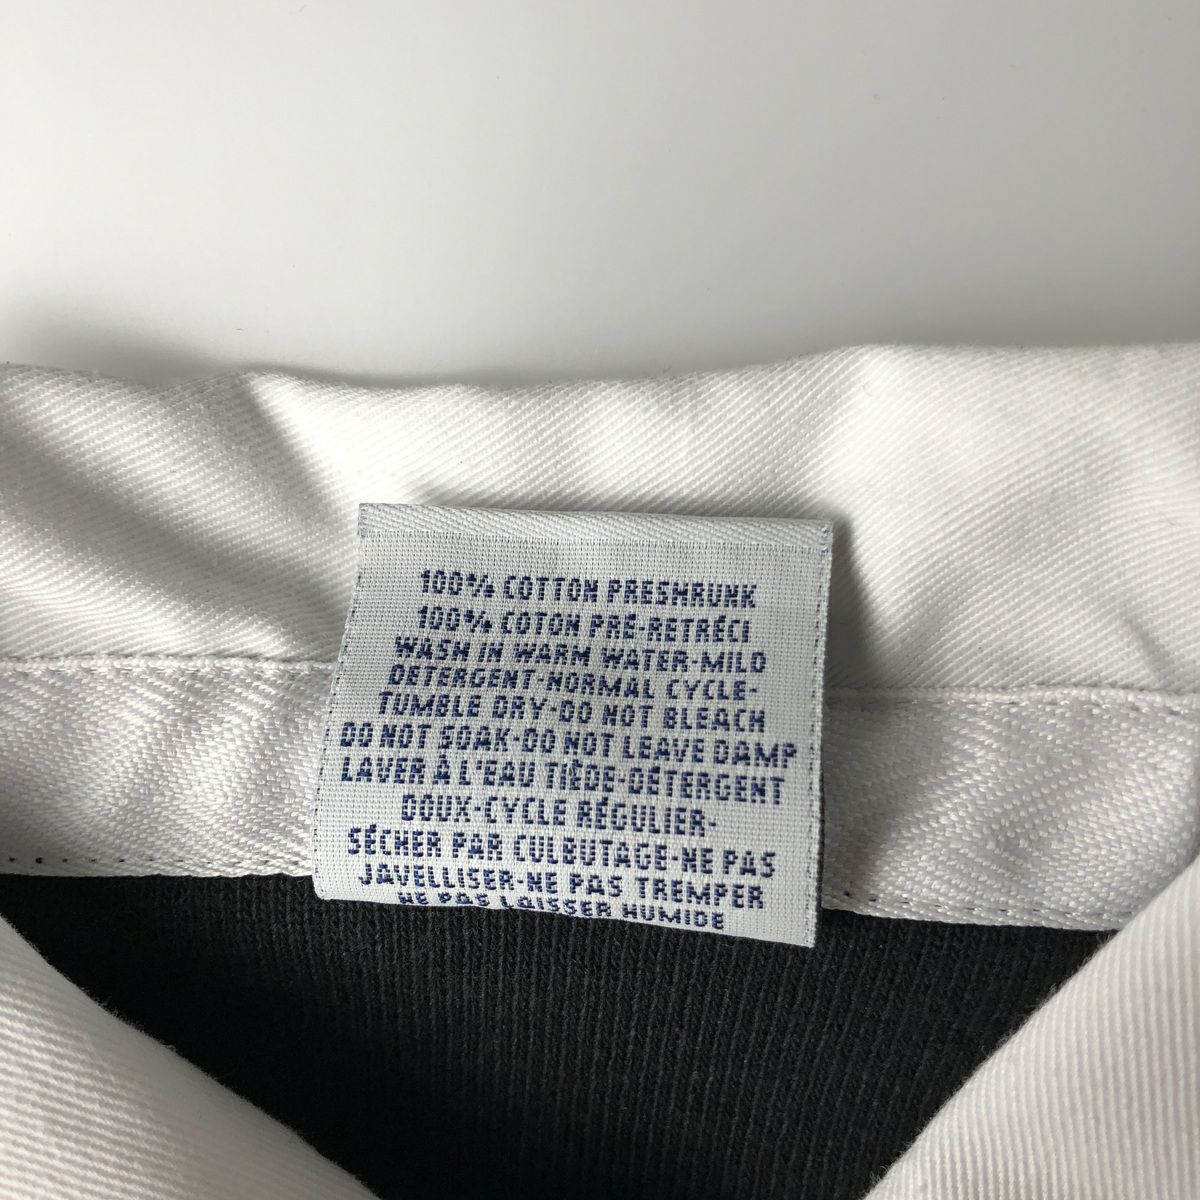 100% COTTON PRESHRUNK
100% COTON PRÉ-RETRÉCI
WASH IN WARM WATER-MILD
DETERGENT-NORMAL CYCLE-
TUMBLE DRY-DO NOT BLEACH
DO NOT SOAK-DO NOT LEAVE DAMP
LAVER À L'EAU TIÈDE-DÉTERGENT
DOUX-CYCLE RÉGULIER-
SÉCHER PAR CULBUTAGE-NE PAS
JAVELLISER-NE PAS TREMPER
NE PAS LAISSER HUMIDE